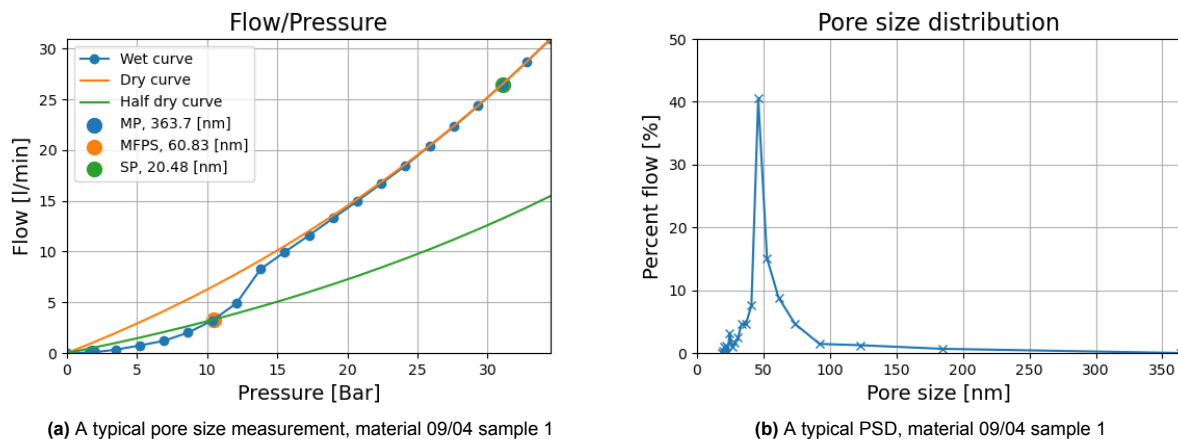 Flow/Pressure
Flow [l/min]
30
25
20
15
10
5
0
Wet curve
Dry curve
Half dry curve
MP, 363.7 [nm]
MFPS, 60.83 [nm]
SP, 20.48 [nm]
0 5 10 15 20 25 30
Pressure [Bar]
(a) A typical pore size measurement, material 09/04 sample 1
Pore size distribution
Percent flow [%]
50
40
30
20
10
0
0 50 100 150 200 250 300 350
Pore size [nm]
(b) A typical PSD, material 09/04 sample 1